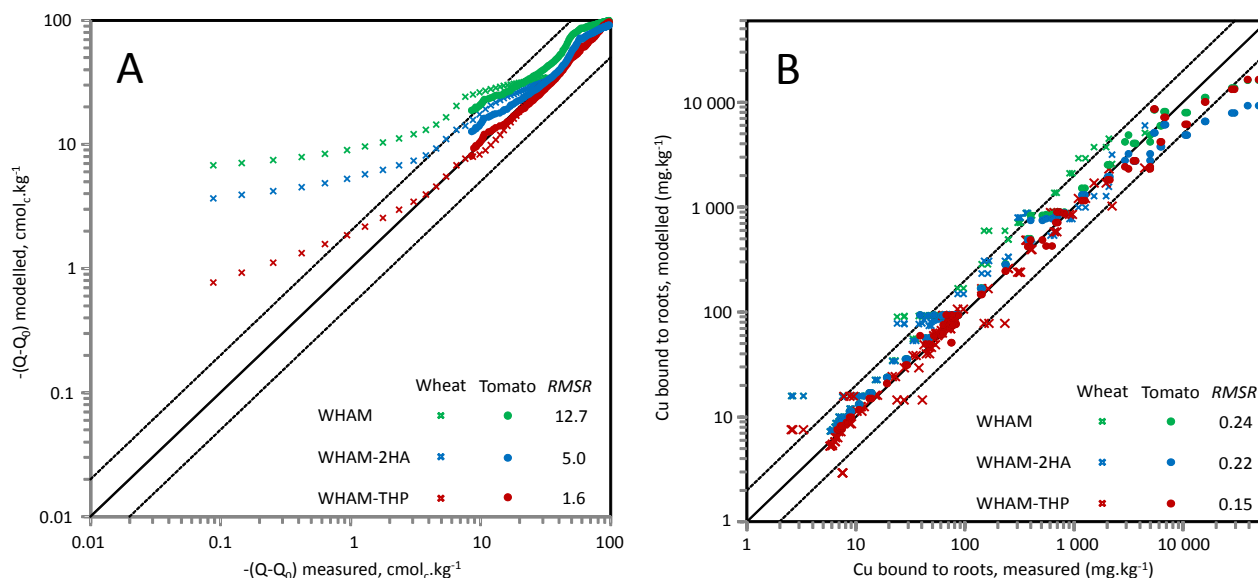 A
100
10
1
0.1
0.01
0.01
0.1
1
10
100
-(Q-Q₀) modelled, cmol_c.kg⁻¹
-(Q-Q₀) measured, cmol_c.kg⁻¹
Wheat Tomato RMSR
WHAM 12.7
WHAM-2HA 5.0
WHAM-THP 1.6
B
10 000
1 000
100
10
1
1
10
100
1 000
10 000
Cu bound to roots, modelled (mg.kg⁻¹)
Cu bound to roots, measured (mg.kg⁻¹)
Wheat Tomato RMSR
WHAM 0.24
WHAM-2HA 0.22
WHAM-THP 0.15